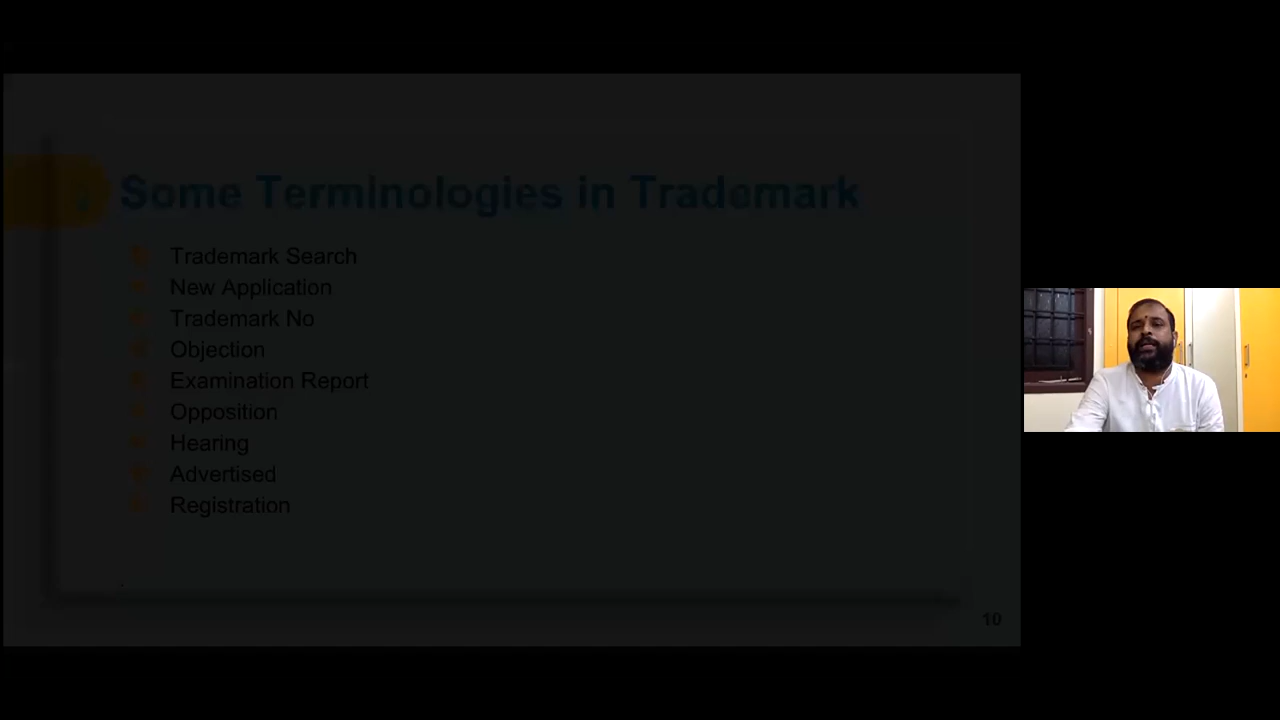 Some Terminologies in Trademark
Trademark Search
New Application
Trademark No
Objection
Examination Report
Opposition
Hearing
Advertised
Registration
10